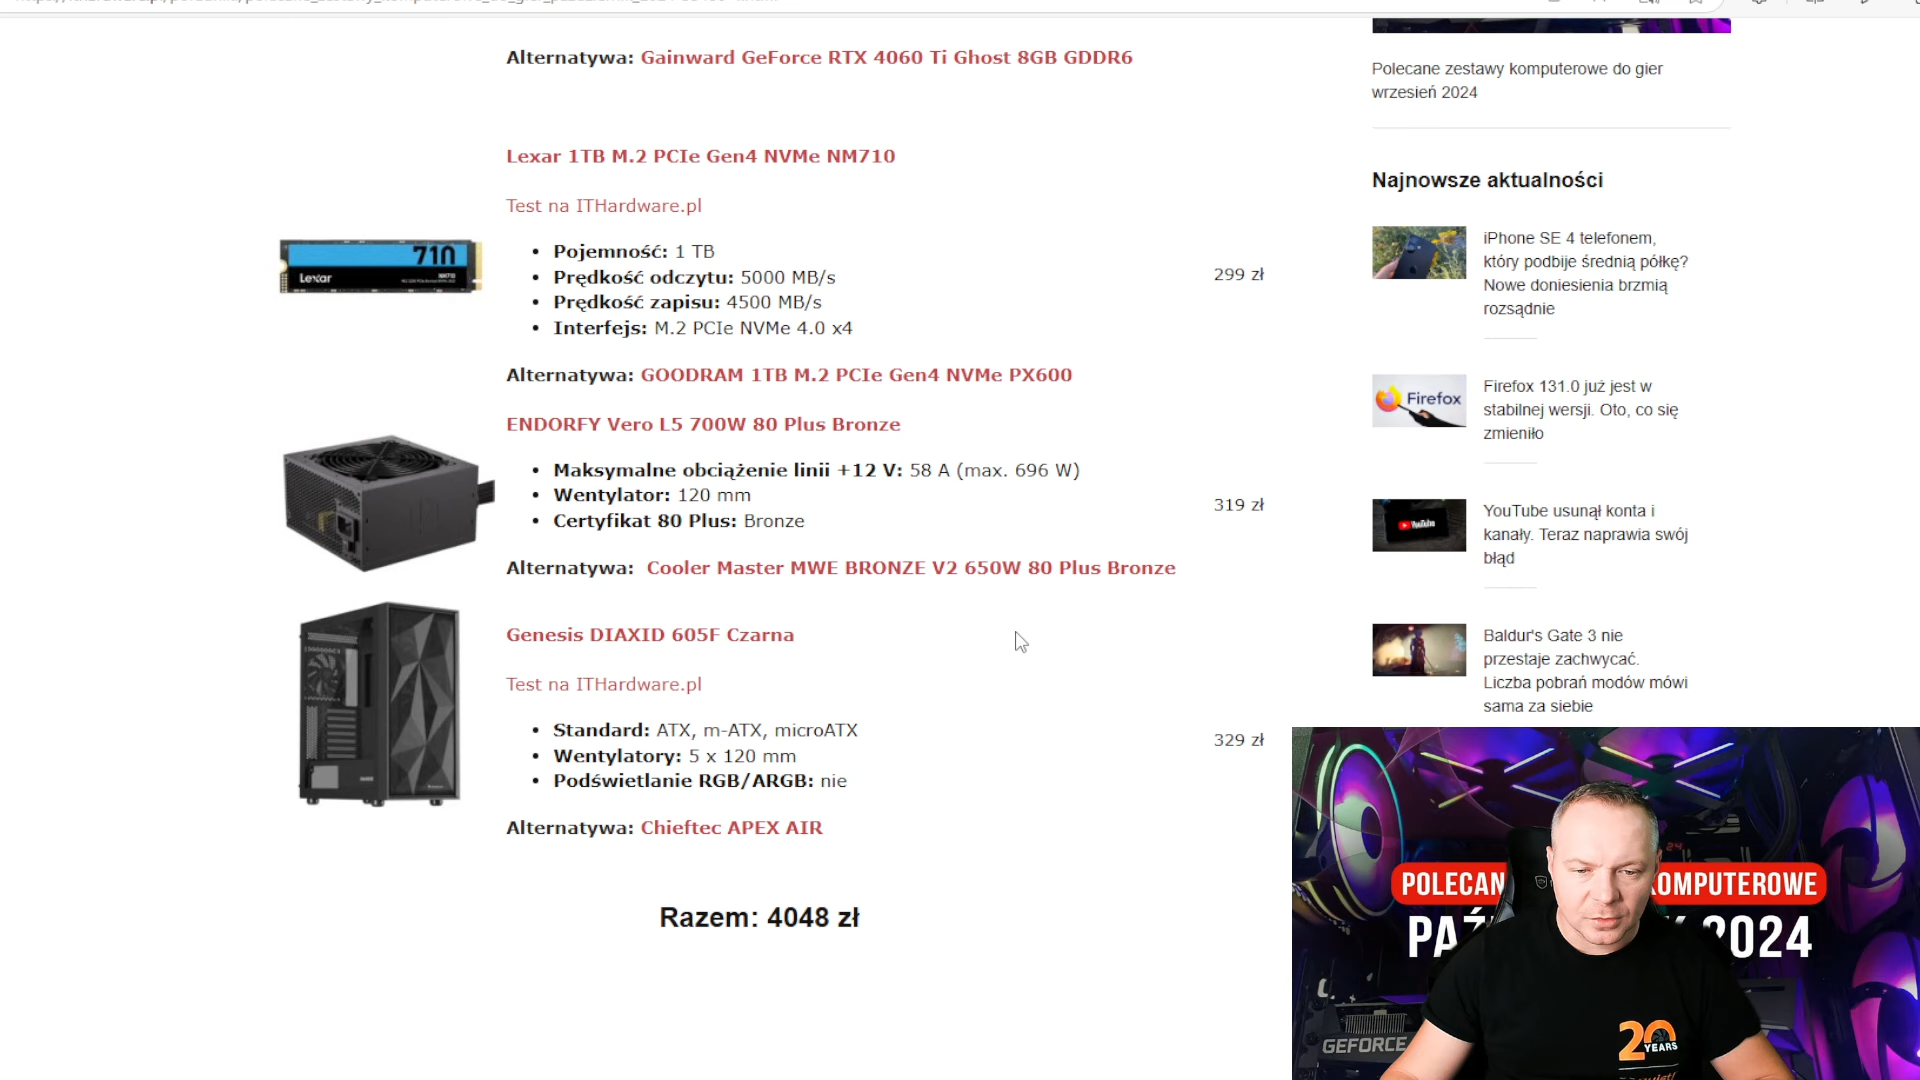 Alternatywa: Gainward GeForce RTX 4060 Ti Ghost 8GB GDDR6
Lexar 1TB M.2 PCIe Gen4 NVMe NM710
Test na ITHardware.pl
710
Lexar
• Pojemność: 1 TB
• Prędkość odczytu: 5000 MB/s
• Prędkość zapisu: 4500 MB/s
• Interfejs: M.2 PCIe NVMe 4.0 x4
299 zł
Alternatywa: GOODRAM 1TB M.2 PCIe Gen4 NVMe PX600
ENDORFY Vero L5 700W 80 Plus Bronze
• Maksymalne obciążenie linii +12 V: 58 A (max. 696 W)
• Wentylator: 120 mm
• Certyfikat 80 Plus: Bronze
319 zł
Alternatywa: Cooler Master MWE BRONZE V2 650W 80 Plus Bronze
Genesis DIAXID 605F Czarna
Test na ITHardware.pl
• Standard: ATX, m-ATX, microATX
• Wentylatory: 5 x 120 mm
• Podświetlanie RGB/ARGB: nie
329 zł
Alternatywa: Chieftec APEX AIR
Razem: 4048 zł
Polecane zestawy komputerowe do gier
wrzesień 2024
Najnowsze aktualności
iPhone SE 4 telefonem,
który podbije średnią półkę?
Nowe doniesienia brzmią
rozsądnie
Firefox
Firefox 131.0 już jest w
stabilnej wersji. Oto, co się
zmieniło
YouTube
YouTube usunął konta i
kanały. Teraz naprawia swój
błąd
Baldur's Gate 3 nie
przestaje zachwycać.
Liczba pobrań modów mówi
sama za siebie
POLECAN KOMPUTEROWE
PAŹ 2024
GEFORCE
20
YEARS